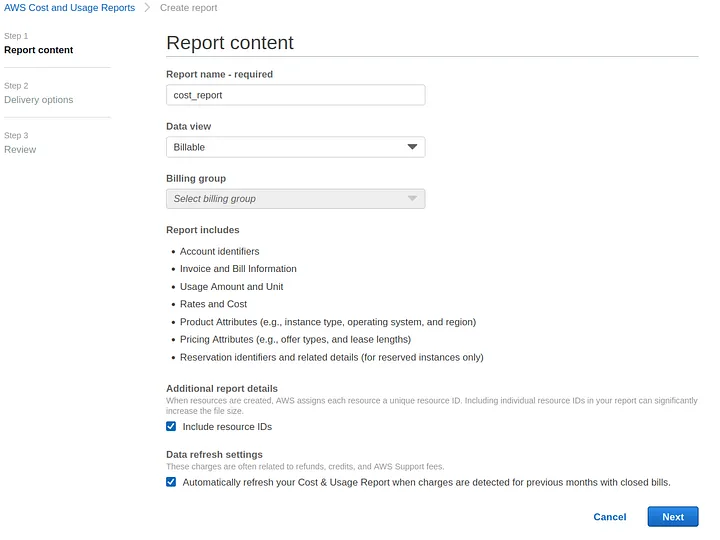 AWS Cost and Usage Reports
Create report
Step 1
Report content
Step 2
Delivery options
Step 3
Review
Report content
Report name - required
cost_report
Data view
Billable
Billing group
Select billing group
Report includes
Account identifiers
Invoice and Bill Information
Usage Amount and Unit
Rates and Cost
Product Attributes (e.g., instance type, operating system, and region)
Pricing Attributes (e.g., offer types, and lease lengths)
Reservation identifiers and related details (for reserved instances only)
Additional report details
When resources are created, AWS assigns each resource a unique resource ID. Including individual resource IDs in your report can significantly
increase the file size.
Include resource IDs
Data refresh settings
These charges are often related to refunds, credits, and AWS Support fees.
Automatically refresh your Cost & Usage Report when charges are detected for previous months with closed bills.
Cancel
Next